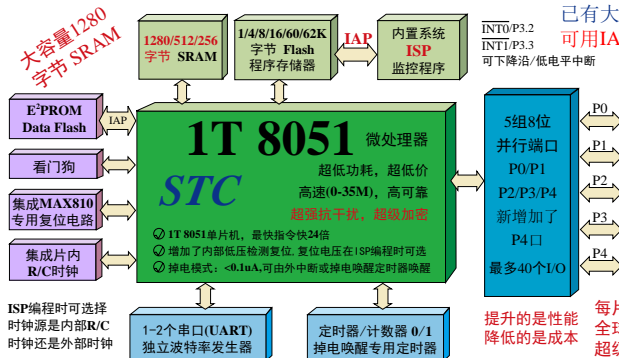 大容量1280
字节 SRAM
1280/512/256
字节 SRAM
1/4/8/16/60/62K
字节 Flash
程序存储器
IAP
内置系统
ISP
监控程序
INT0/P3.2
INT1/P3.3
可下降沿/低电平中断
已有大
可用IA
E²PROM
Data Flash
IAP
看门狗
集成MAX810
专用复位电路
集成片内
R/C时钟
1T 8051 微处理器
STC
超低功耗，超低价
高速(0-35M)，高可靠
超强抗干扰，超级加密
1T 8051单片机，最快指令快24倍
增加了内部低压检测复位,复位电压在ISP编程时可选
掉电模式：<0.1uA,可由外中断或掉电唤醒定时器唤醒
5组8位
并行端口
P0/P1
P2/P3/P4
新增加了
P4口
最多40个I/O
P0
P1
P2
P3
P4
ISP编程时可选择
时钟源是内部R/C
时钟还是外部时钟
1-2个串口(UART)
独立波特率发生器
定时器/计数器 0/1
掉电唤醒专用定时器
提升的是性能
降低的是成本
每片
全球
超级